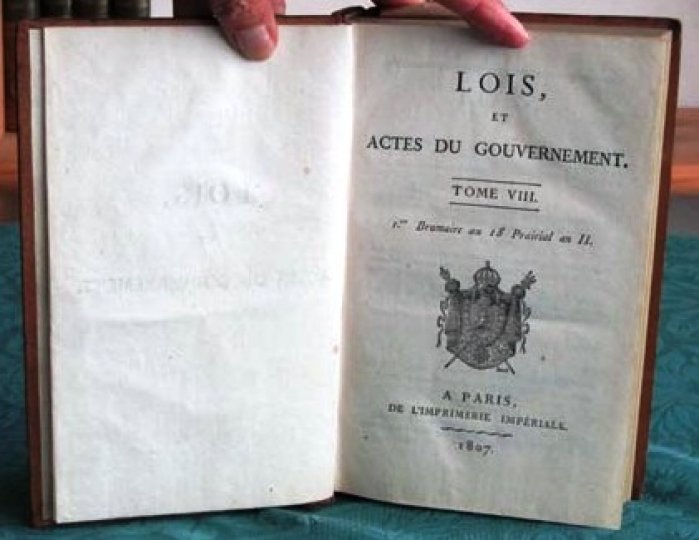 LOIS,
ET
ACTES DU GOUVERNEMENT.
TOME VIII.
1.er Brumaire au 18 Prairial an II.
A PARIS,
DE L'IMPRIMERIE IMPÉRIALE.
1807.